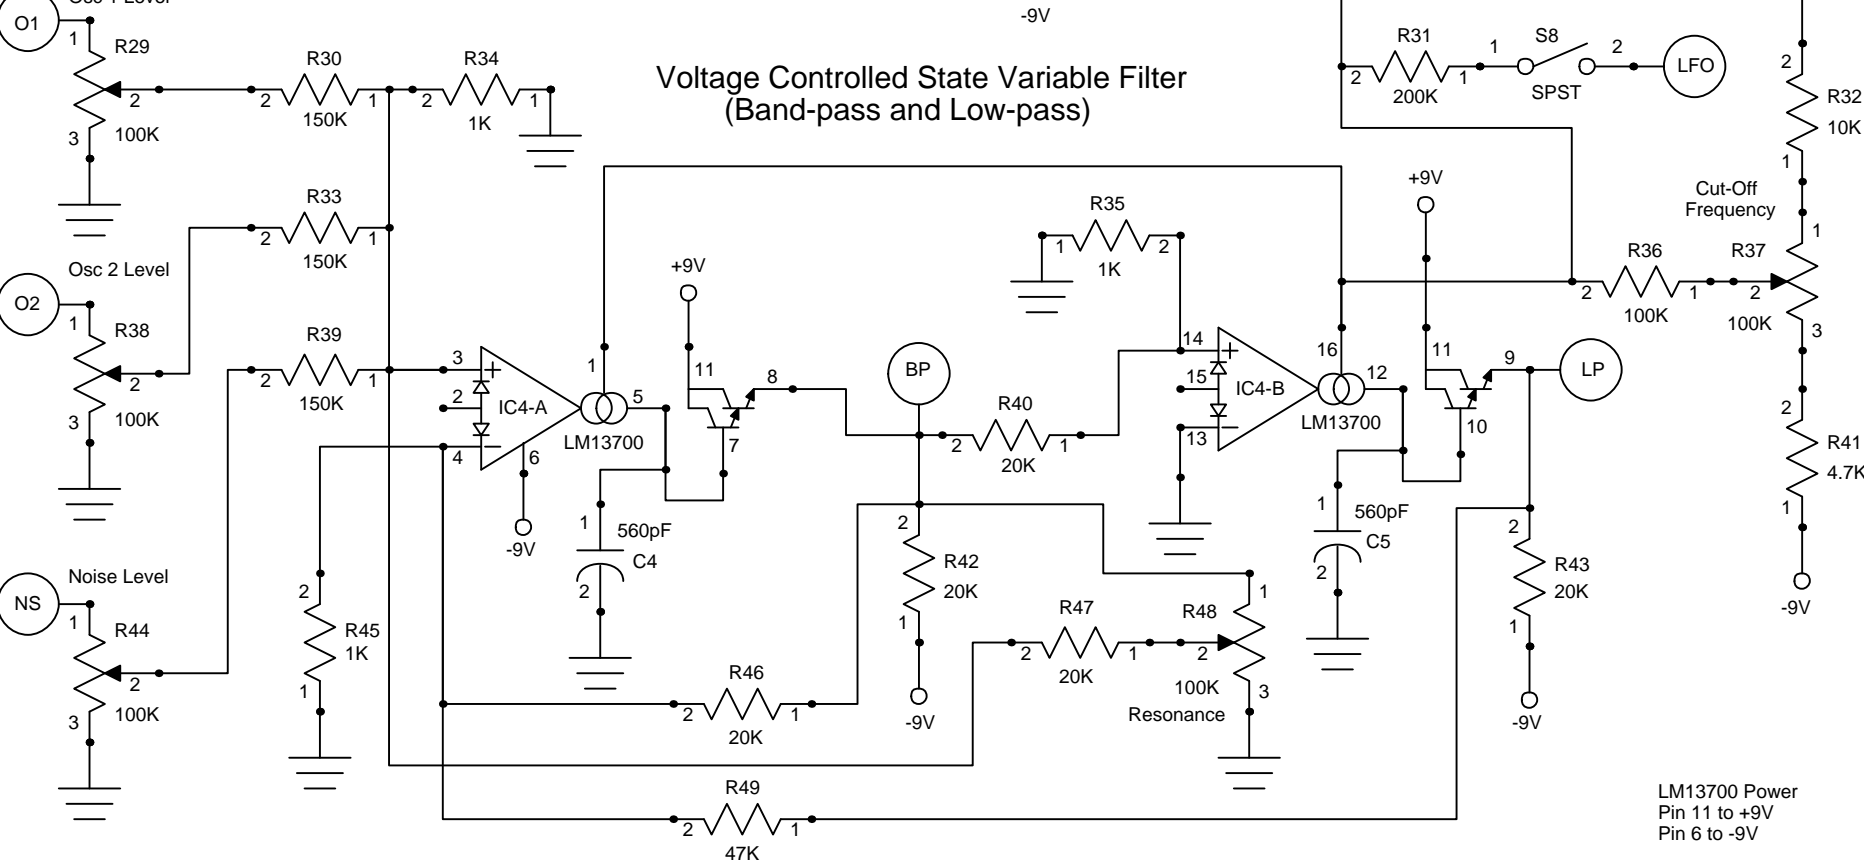 Osc 1 Level
-9V
O1
1
R29
2
100K
3
R30
2
1
150K
R34
2
1
1K
Voltage Controlled State Variable Filter
(Band-pass and Low-pass)
R31
2
1
200K
1
S8
2
SPST
LFO
2
R32
10K
1
R33
2
1
150K
Osc 2 Level
O2
1
R38
2
100K
3
+9V
R35
1
2
1K
+9V
Cut-Off
Frequency
1
R36
2
1
100K
R37
2
100K
3
R39
2
1
150K
3
+
2
IC4-A
4
6
-9V
1
5
LM13700
11
8
7
BP
14
+
15
IC4-B
13
16
12
LM13700
11
9
10
LP
R40
2
1
20K
2
R41
4.7K
1
-9V
1
560pF
C4
2
2
R42
20K
1
-9V
1
560pF
C5
2
2
R43
20K
1
-9V
Noise Level
NS
1
R44
2
100K
3
2
R45
1K
1
R47
2
1
20K
R48
1
2
100K
3
Resonance
R46
2
1
20K
R49
2
1
47K
LM13700 Power
Pin 11 to +9V
Pin 6 to -9V